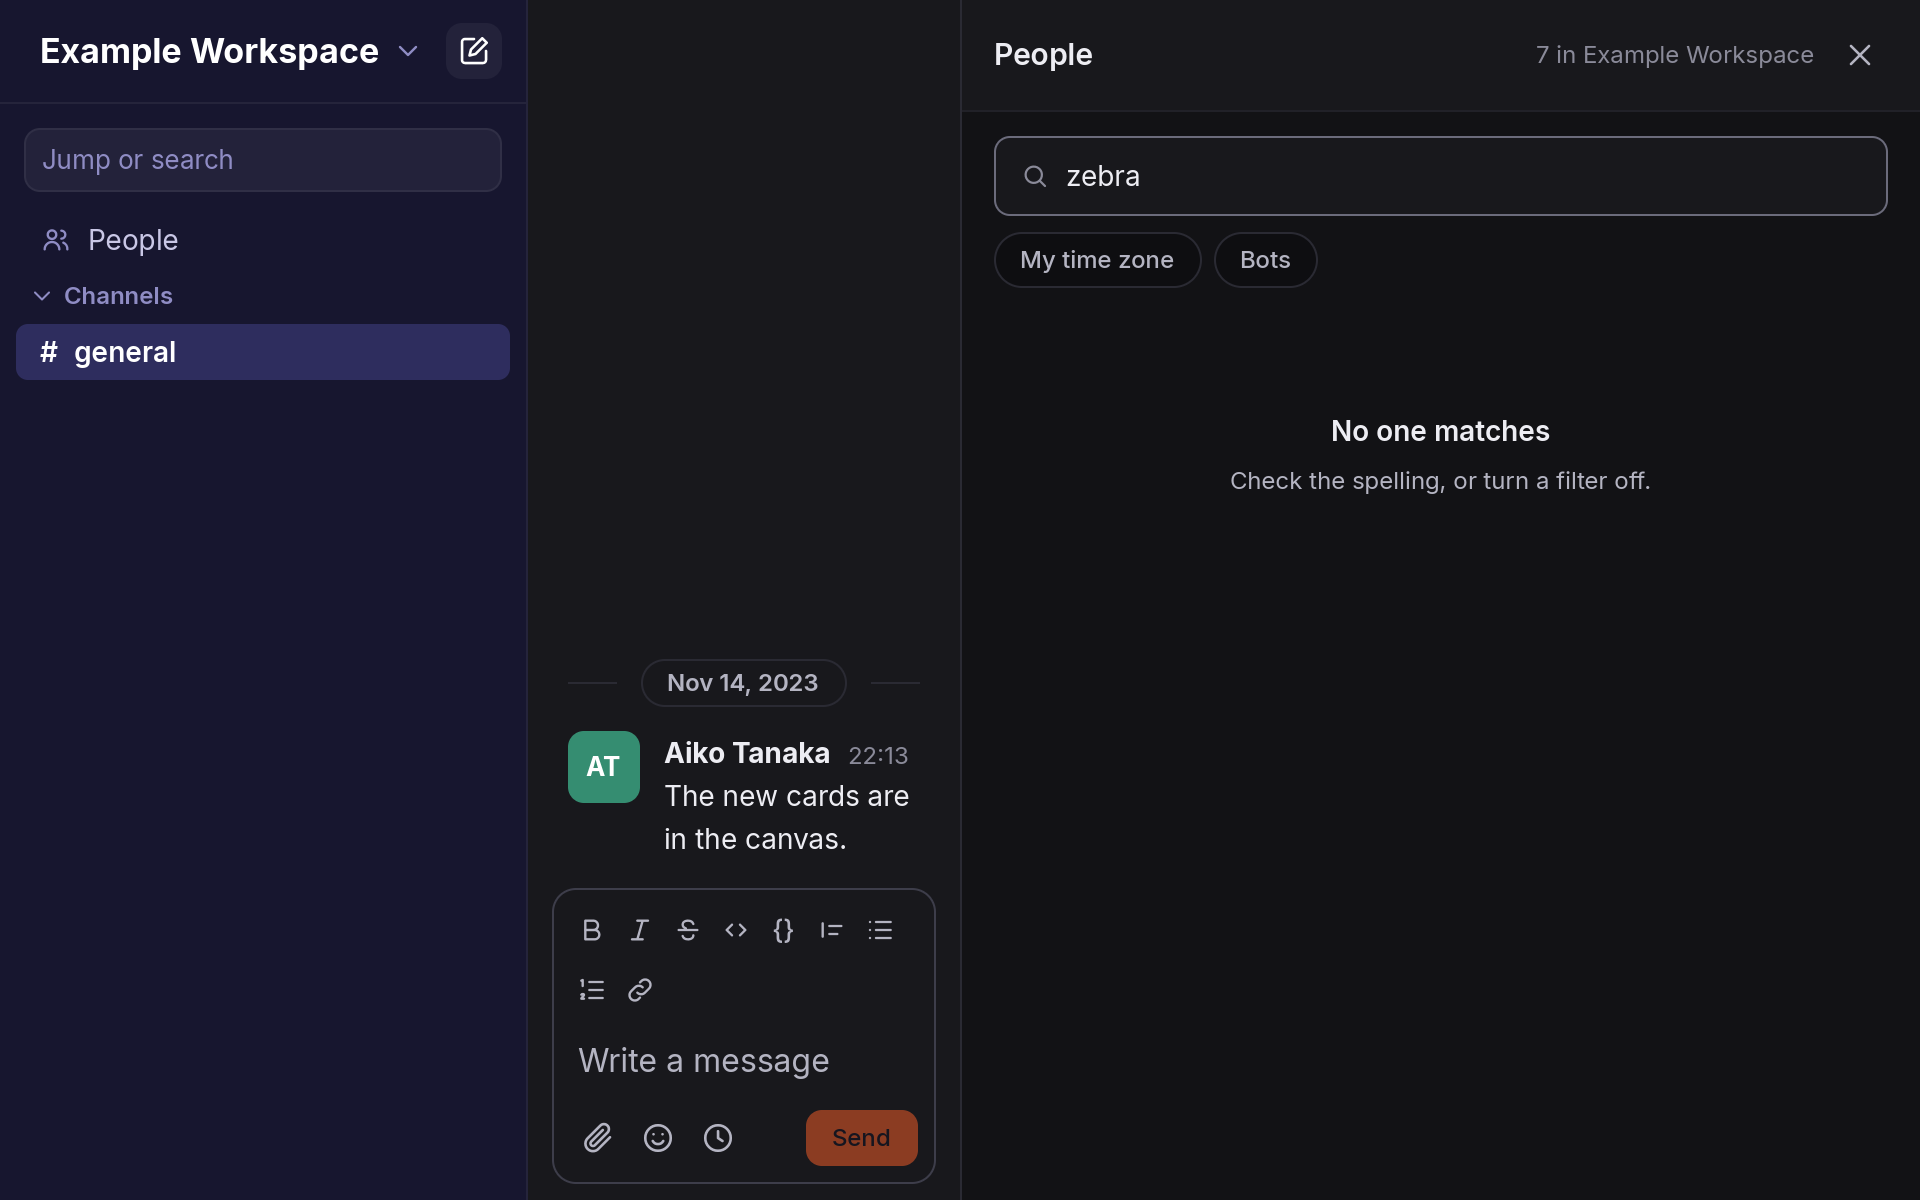 Example Workspace
Jump or search
People
Channels
# general
Nov 14, 2023
AT
Aiko Tanaka 22:13
The new cards are
in the canvas.
Write a message
Send
People
7 in Example Workspace
zebra
My time zone
Bots
No one matches
Check the spelling, or turn a filter off.